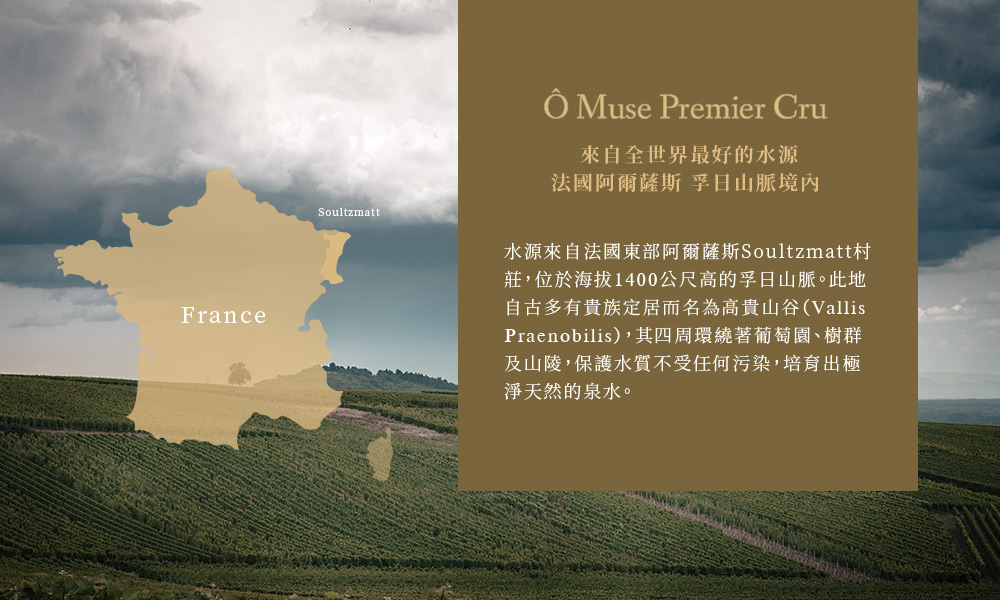 Ô Muse Premier Cru
來自全世界最好的水源
法國阿爾薩斯 孚日山脈境內
水源來自法國東部阿爾薩斯Soultzmatt村
莊，位於海拔1400公尺高的孚日山脈。此地
自古多有貴族定居而名為高貴山谷（Vallis
Praenobilis），其四周環繞著葡萄園、樹群
及山陵，保護水質不受任何污染，培育出極
淨天然的泉水。
Soultzmatt
France